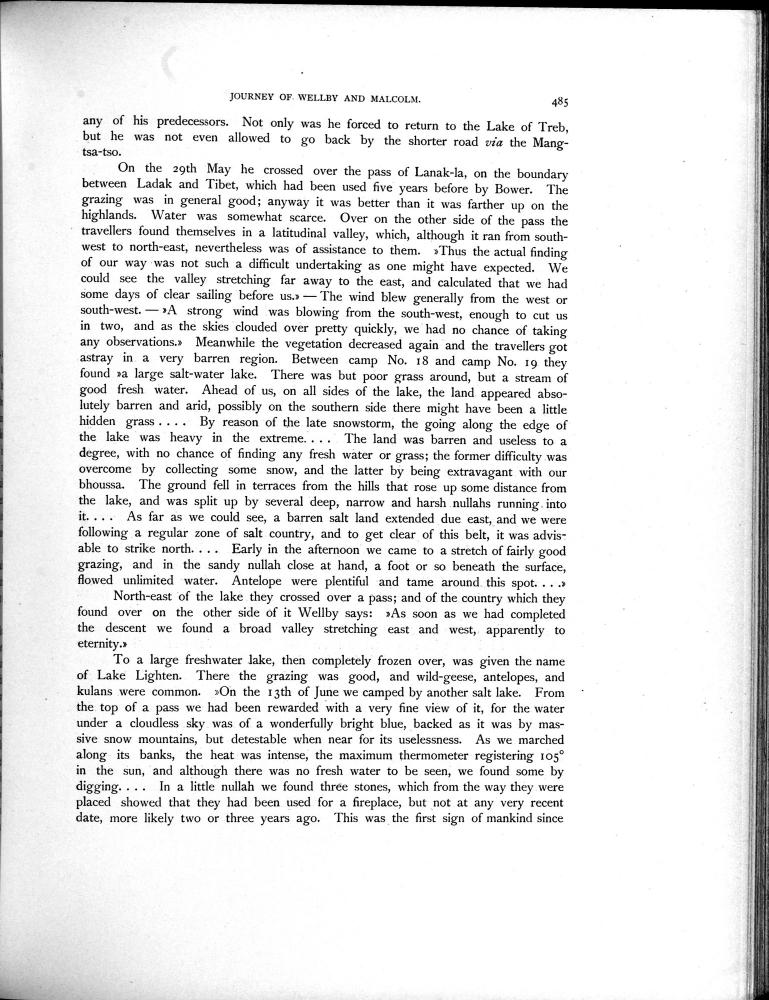 JOURNEY OF WELLBY AND MALCOLM. 485
any of his predecessors. Not only was he forced to return to the Lake of Treb,
but he was not even allowed to go back by the shorter road via the Mang-
tsa-tso.
On the 29th May he crossed over the pass of Lanak-la, on the boundary
between Ladak and Tibet, which had been used five years before by Bower. The
grazing was in general good; anyway it was better than it was farther up on the
highlands. Water was somewhat scarce. Over on the other side of the pass the
travellers found themselves in a latitudinal valley, which, although it ran from south-
west to north-east, nevertheless was of assistance to them. »Thus the actual finding
of our way was not such a difficult undertaking as one might have expected. We
could see the valley stretching far away to the east, and calculated that we had
some days of clear sailing before us.» — The wind blew generally from the west or
south-west. — »A strong wind was blowing from the south-west, enough to cut us
in two, and as the skies clouded over pretty quickly, we had no chance of taking
any observations.» Meanwhile the vegetation decreased again and the travellers got
astray in a very barren region. Between camp No. 18 and camp No. 19 they
found »a large salt-water lake. There was but poor grass around, but a stream of
good fresh water. Ahead of us, on all sides of the lake, the land appeared abso-
lutely barren and arid, possibly on the southern side there might have been a little
hidden grass . . . . By reason of the late snowstorm, the going along the edge of
the lake was heavy in the extreme. . . . The land was barren and useless to a
degree, with no chance of finding any fresh water or grass; the former difficulty was
overcome by collecting some snow, and the latter by being extravagant with our
bhoussa. The ground fell in terraces from the hills that rose up some distance from
the lake, and was split up by several deep, narrow and harsh nullahs running into
it. . . . As far as we could see, a barren salt land extended due east, and we were
following a regular zone of salt country, and to get clear of this belt, it was advis-
able to strike north. . . . Early in the afternoon we came to a stretch of fairly good
grazing, and in the sandy nullah close at hand, a foot or so beneath the surface,
flowed unlimited water. Antelope were plentiful and tame around this spot. . . .»
North-east of the lake they crossed over a pass; and of the country which they
found over on the other side of it Wellby says: »As soon as we had completed
the descent we found a broad valley stretching east and west, apparently to
eternity.»
To a large freshwater lake, then completely frozen over, was given the name
of Lake Lighten. There the grazing was good, and wild-geese, antelopes, and
kulans were common. »On the 13th of June we camped by another salt lake. From
the top of a pass we had been rewarded with a very fine view of it, for the water
under a cloudless sky was of a wonderfully bright blue, backed as it was by mas-
sive snow mountains, but detestable when near for its uselessness. As we marched
along its banks, the heat was intense, the maximum thermometer registering 105°
in the sun, and although there was no fresh water to be seen, we found some by
digging. . . . In a little nullah we found three stones, which from the way they were
placed showed that they had been used for a fireplace, but not at any very recent
date, more likely two or three years ago. This was the first sign of mankind since